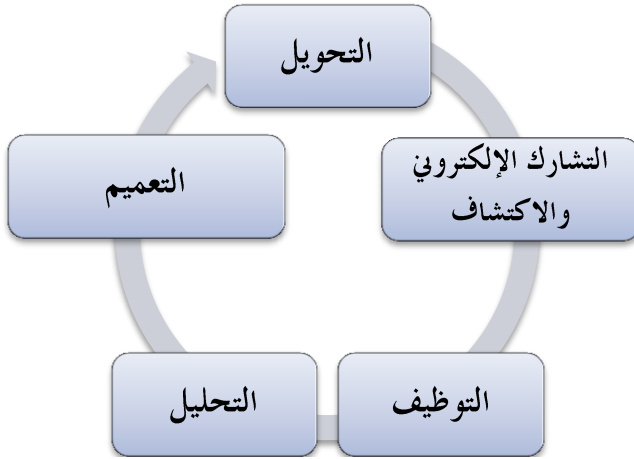 التحويل
التشارك الإلكتروني
والاكتشاف
التوظيف
التحليل
التعميم